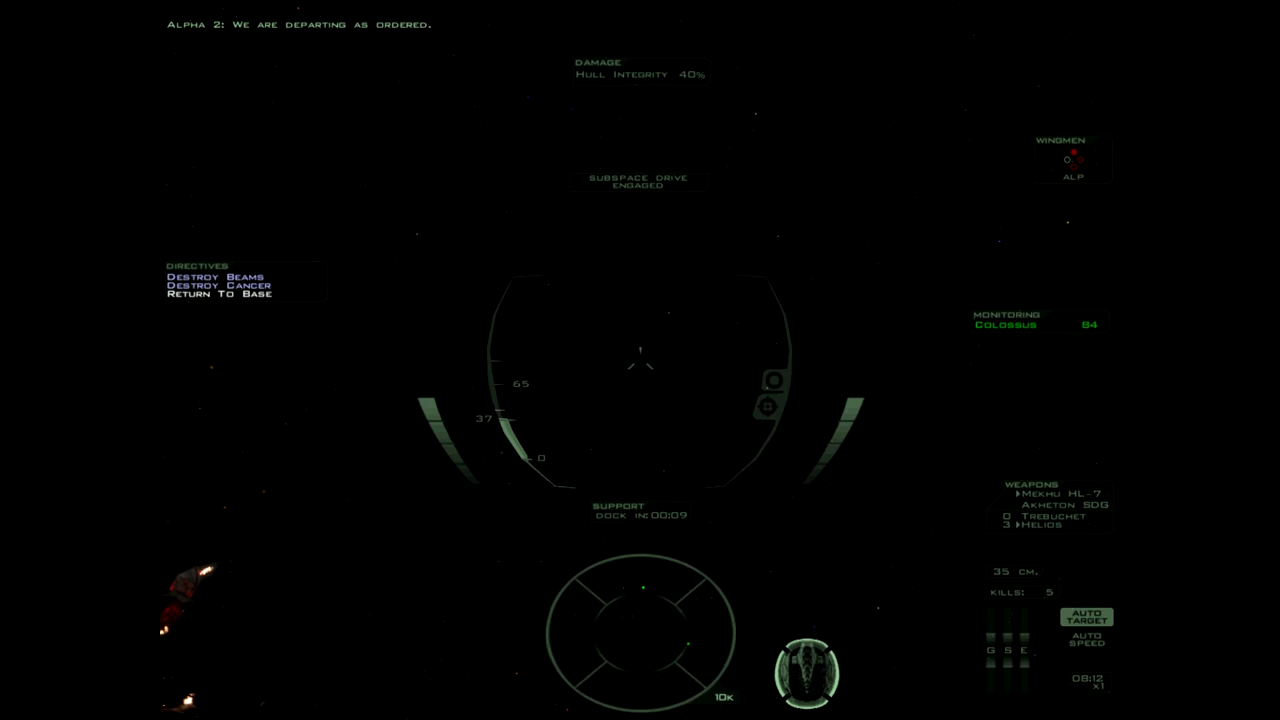 Alpha 2: We are departing as ordered.
DAMAGE
Hull Integrity 40%
WINGMEN
ALP
SUBSPACE DRIVE
ENGAGED
DIRECTIVES
Destroy Beams
Destroy Cancer
Return To Base
MONITORING
Colossus 84
65
37
0
SUPPORT
DOCK IN:00:09
WEAPONS
Mekhu HL-7
Akheton SDG
0 Trebuchet
3 Helios
35 CM.
KILLS: 5
AUTO
TARGET
AUTO
SPEED
G S E
08:12
X1
10K